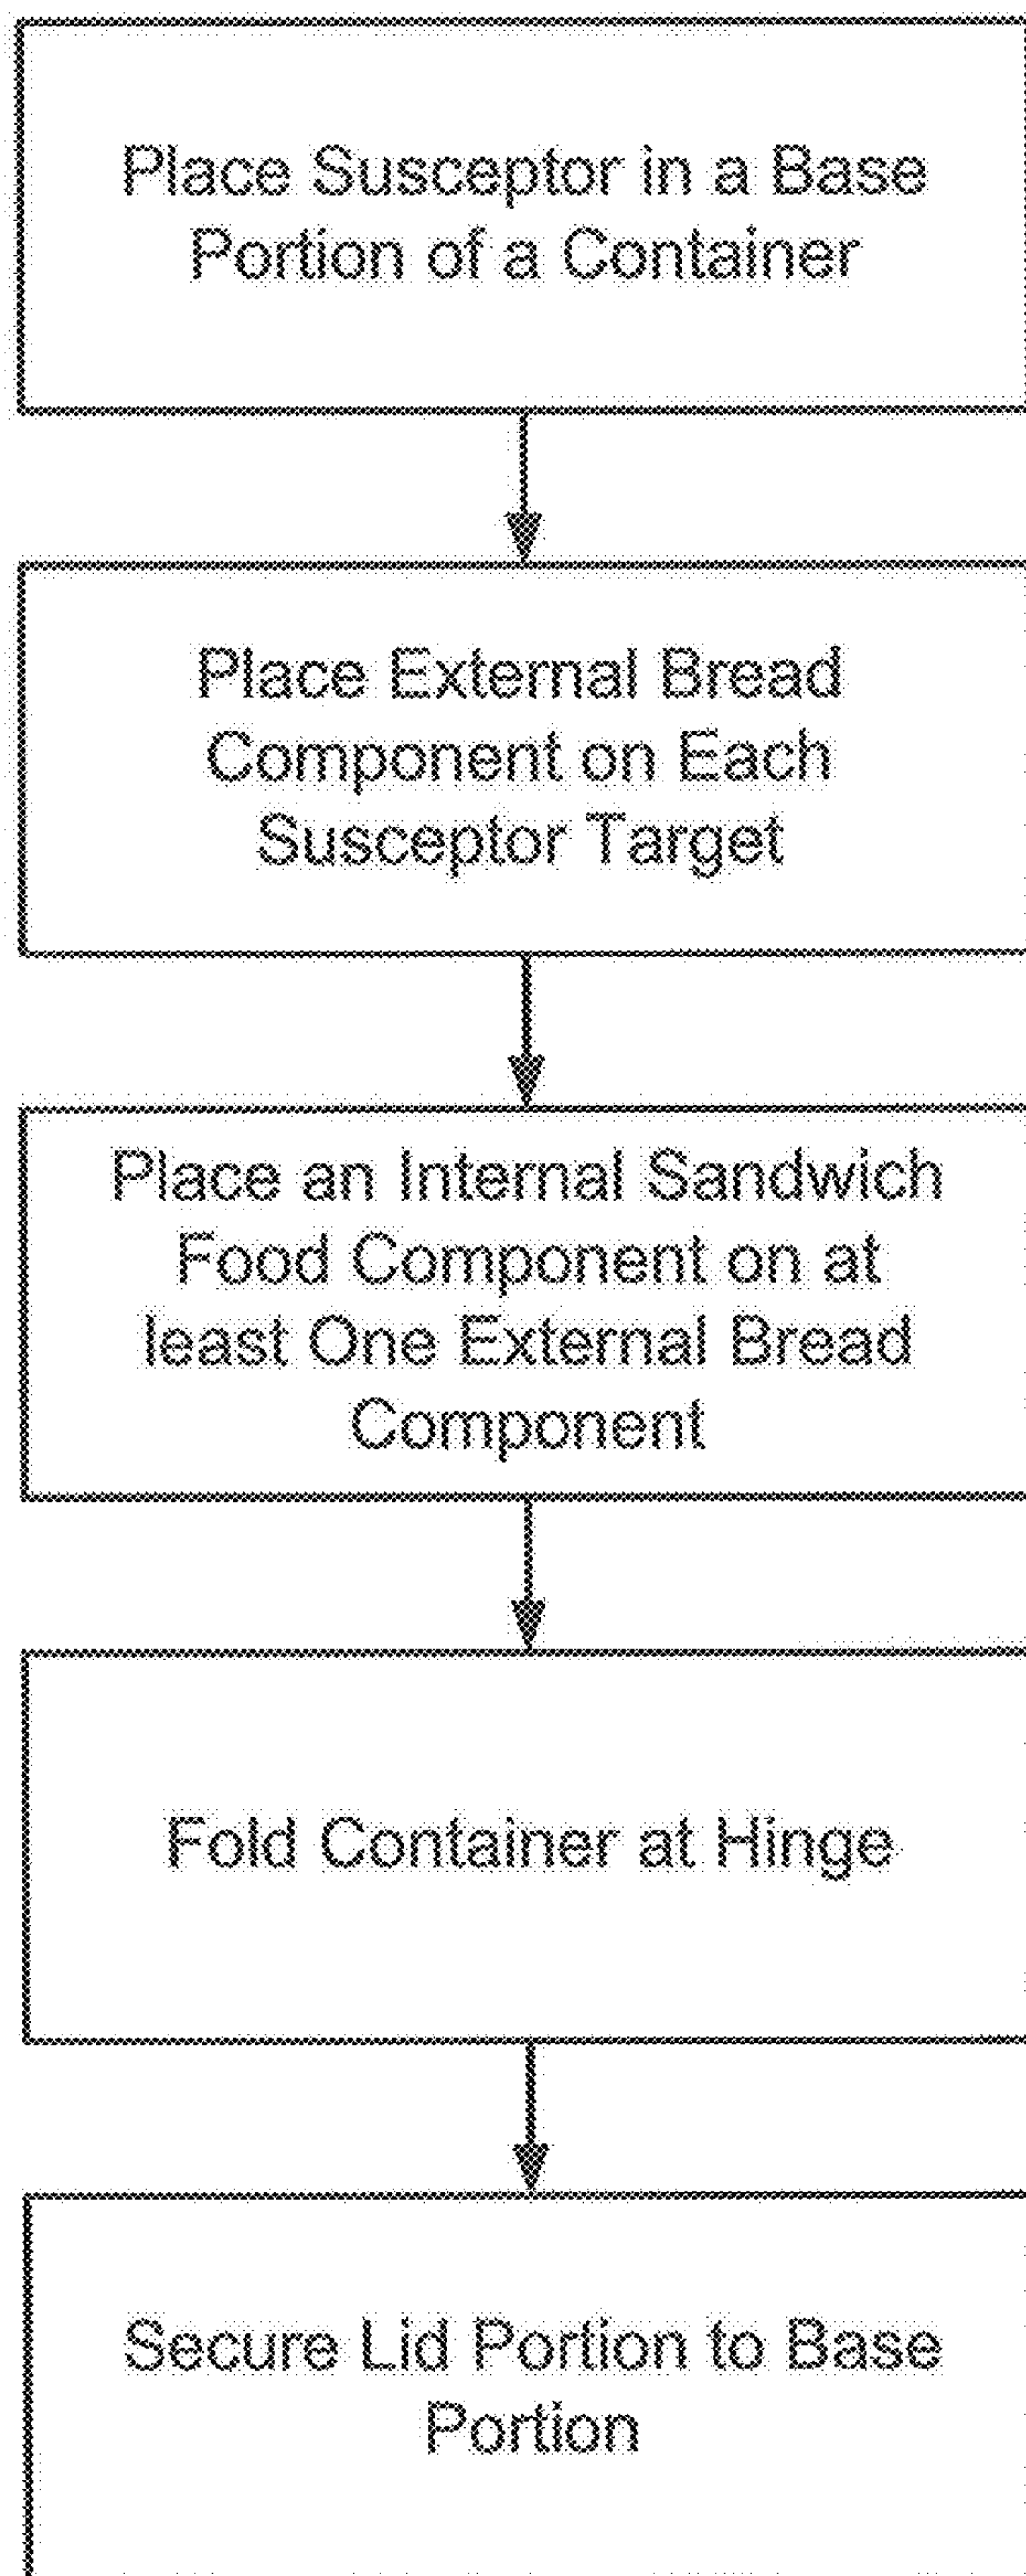 Place Susceptor in a Base
Portion of a Container
Place External Bread
Component on Each
Susceptor Target
Place an Internal Sandwich
Food Component on at
least One External Bread
Component
Fold Container at Hinge
Secure Lid Portion to Base
Portion